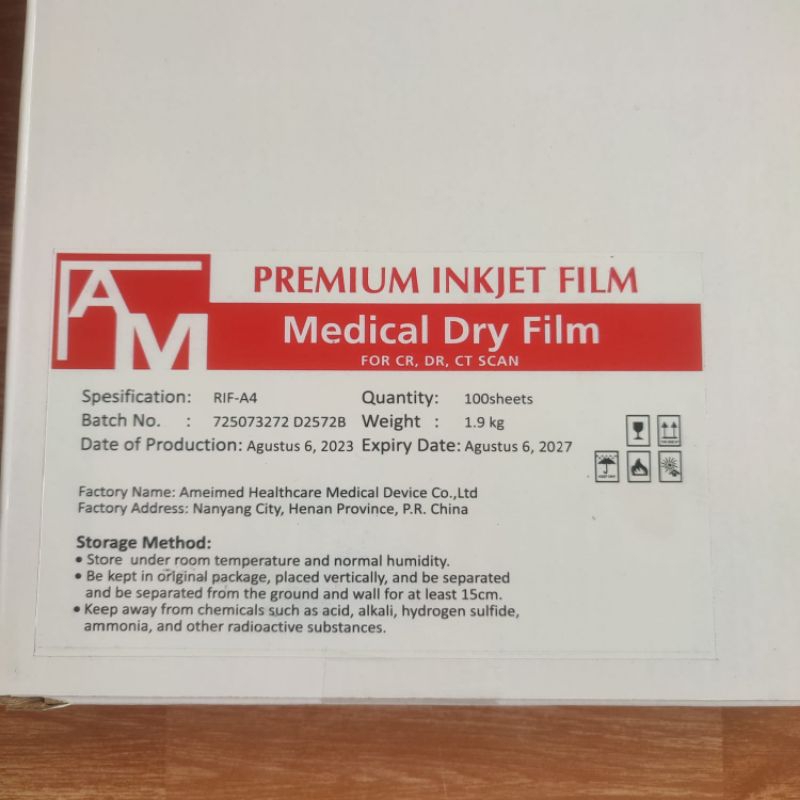 AM
PREMIUM INKJET FILM
Medical Dry Film
FOR CR, DR, CT SCAN
Spesification: RIF-A4 Quantity: 100sheets
Batch No. : 725073272 D2572B Weight : 1.9 kg
Date of Production: Agustus 6, 2023 Expiry Date: Agustus 6, 2027
Factory Name: Ameimed Healthcare Medical Device Co.,Ltd
Factory Address: Nanyang City, Henan Province, P.R. China
Storage Method:
• Store under room temperature and normal humidity.
• Be kept in original package, placed vertically, and be separated
and be separated from the ground and wall for at least 15cm.
• Keep away from chemicals such as acid, alkali, hydrogen sulfide,
ammonia, and other radioactive substances.